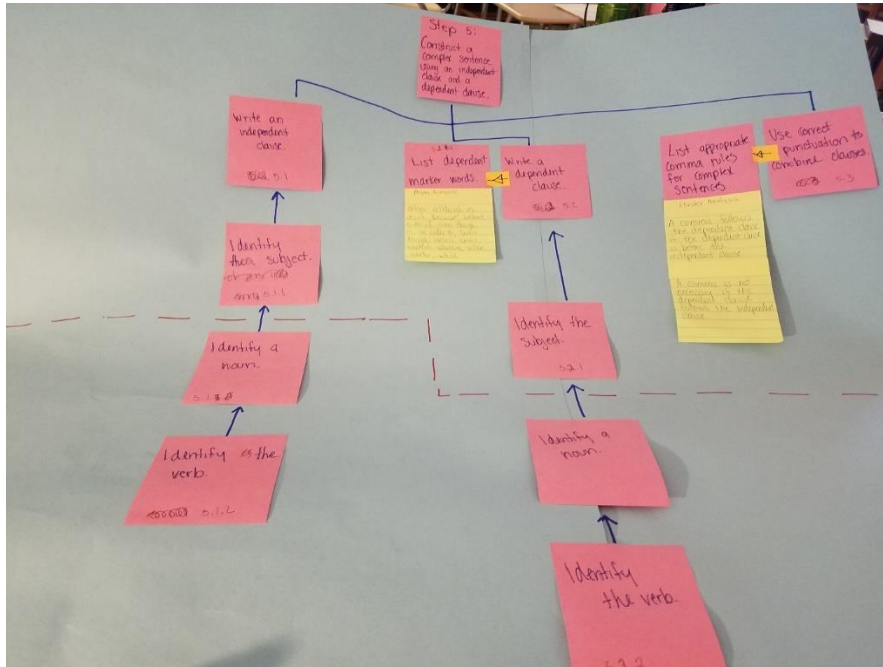 Step 5:
Construct a
complex sentence
using an independent
clause and a
dependent clause.
Write an
independent
clause.
5.1
Identify
the subject.
5.1.1
Identify a
noun.
Identify the
verb.
5.1.2
List dependent
marker words.
Write a
dependent
clause.
5.2
Identify the
subject.
5.2.1
Identify a
noun.
Identify
the verb.
List appropriate
comma rules
for complex
sentences.
Cluster Analysis
A comma follows
the dependent clause
if the dependent clause
is before the
independent clause
A comma is not
necessary if the
dependent clause
follows the independent
clause
Use correct
punctuation to
combine clauses.
5.3